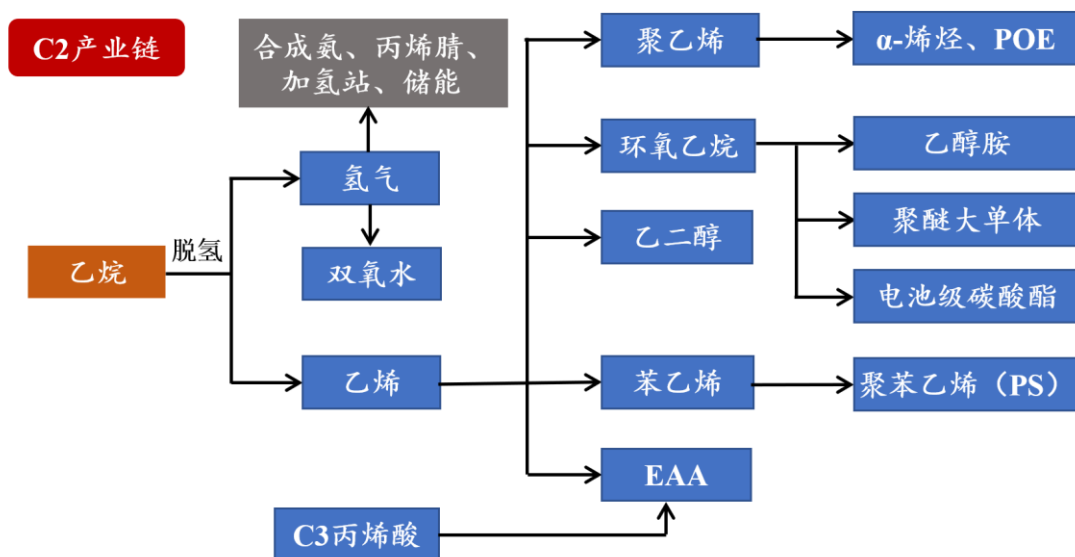 C2产业链
合成氨、丙烯腈、
加氢站、储能
氢气
双氧水
乙烷
脱氢
乙烯
C3丙烯酸
聚乙烯
环氧乙烷
乙二醇
苯乙烯
EAA
α-烯烃、POE
乙醇胺
聚醚大单体
电池级碳酸酯
聚苯乙烯（PS）